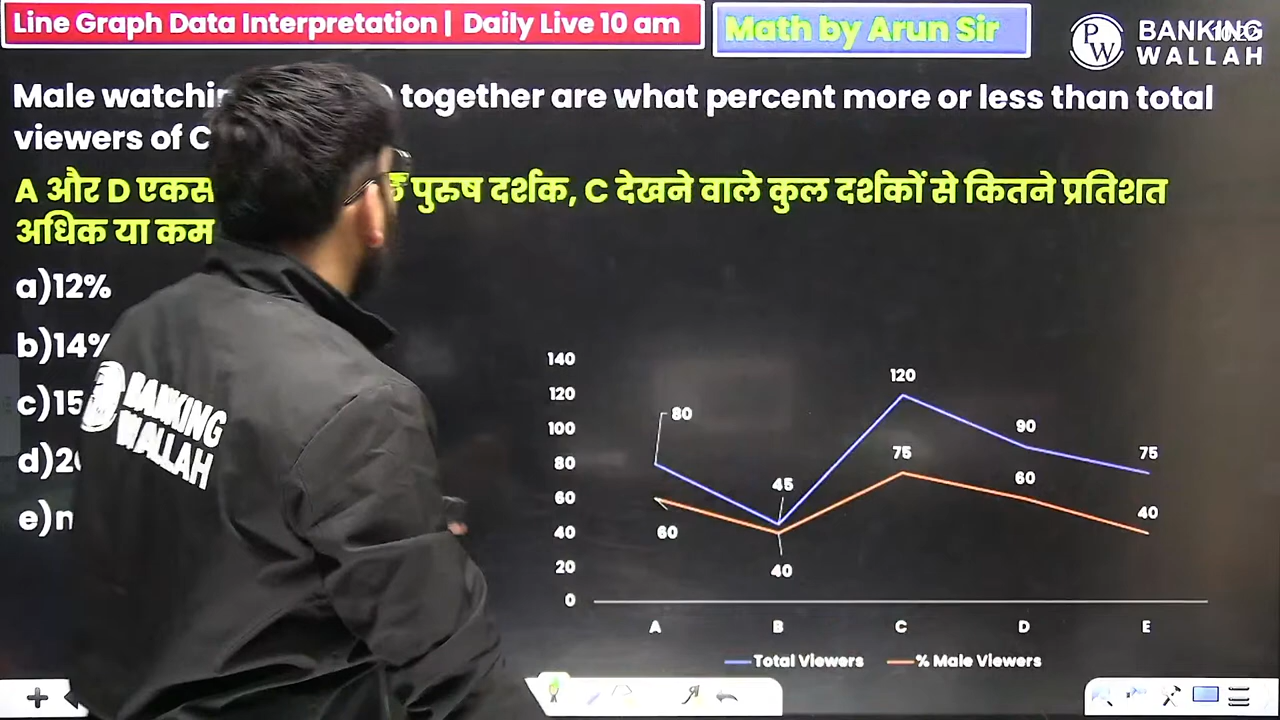 Line Graph Data Interpretation | Daily Live 10 am
Math by Arun Sir
PW
BANKING
WALLAH
Male together are what percent more or less than total
viewers of C
A और D पुरुष दर्शक, C देखने वाले कुल दर्शकों से कितने प्रतिशत
अधिक या कम
a)12%
b)14%
c)15
d)
e)
BANKING
WALLAH
140
120
100
80
60
40
20
0
80
45
120
90
75
60
40
75
60
40
A B C D E
Total Viewers % Male Viewers